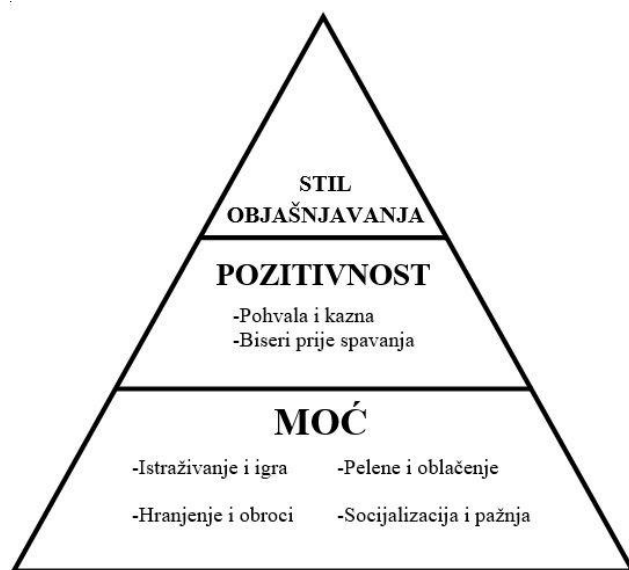 STIL
OBJAŠNJAVANJA
POZITIVNOST
-Pohvala i kazna
-Biseri prije spavanja
MOĆ
-Istraživanje i igra -Pelene i oblačenje
-Hranjenje i obroci -Socijalizacija i pažnja